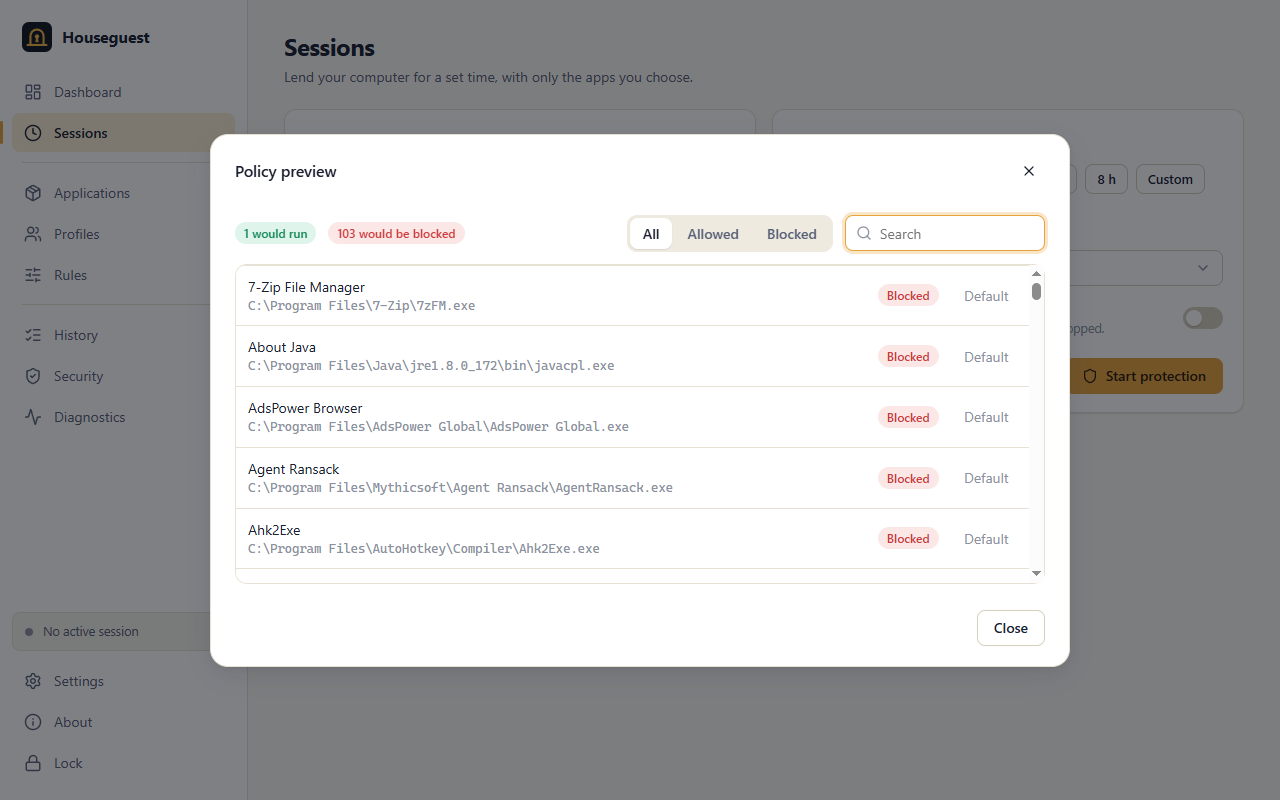 Houseguest
Dashboard
Sessions
Applications
Profiles
Rules
History
Security
Diagnostics
No active session
Settings
About
Lock
Sessions
Lend your computer for a set time, with only the apps you choose.
8 h
Custom
opped.
Start protection
Policy preview
1 would run
103 would be blocked
All
Allowed
Blocked
Search
7-Zip File Manager
C:\Program Files\7-Zip\7zFM.exe
Blocked
Default
About Java
C:\Program Files\Java\jre1.8.0_172\bin\javacpl.exe
Blocked
Default
AdsPower Browser
C:\Program Files\AdsPower Global\AdsPower Global.exe
Blocked
Default
Agent Ransack
C:\Program Files\Mythicsoft\Agent Ransack\AgentRansack.exe
Blocked
Default
Ahk2Exe
C:\Program Files\AutoHotkey\Compiler\Ahk2Exe.exe
Blocked
Default
Close